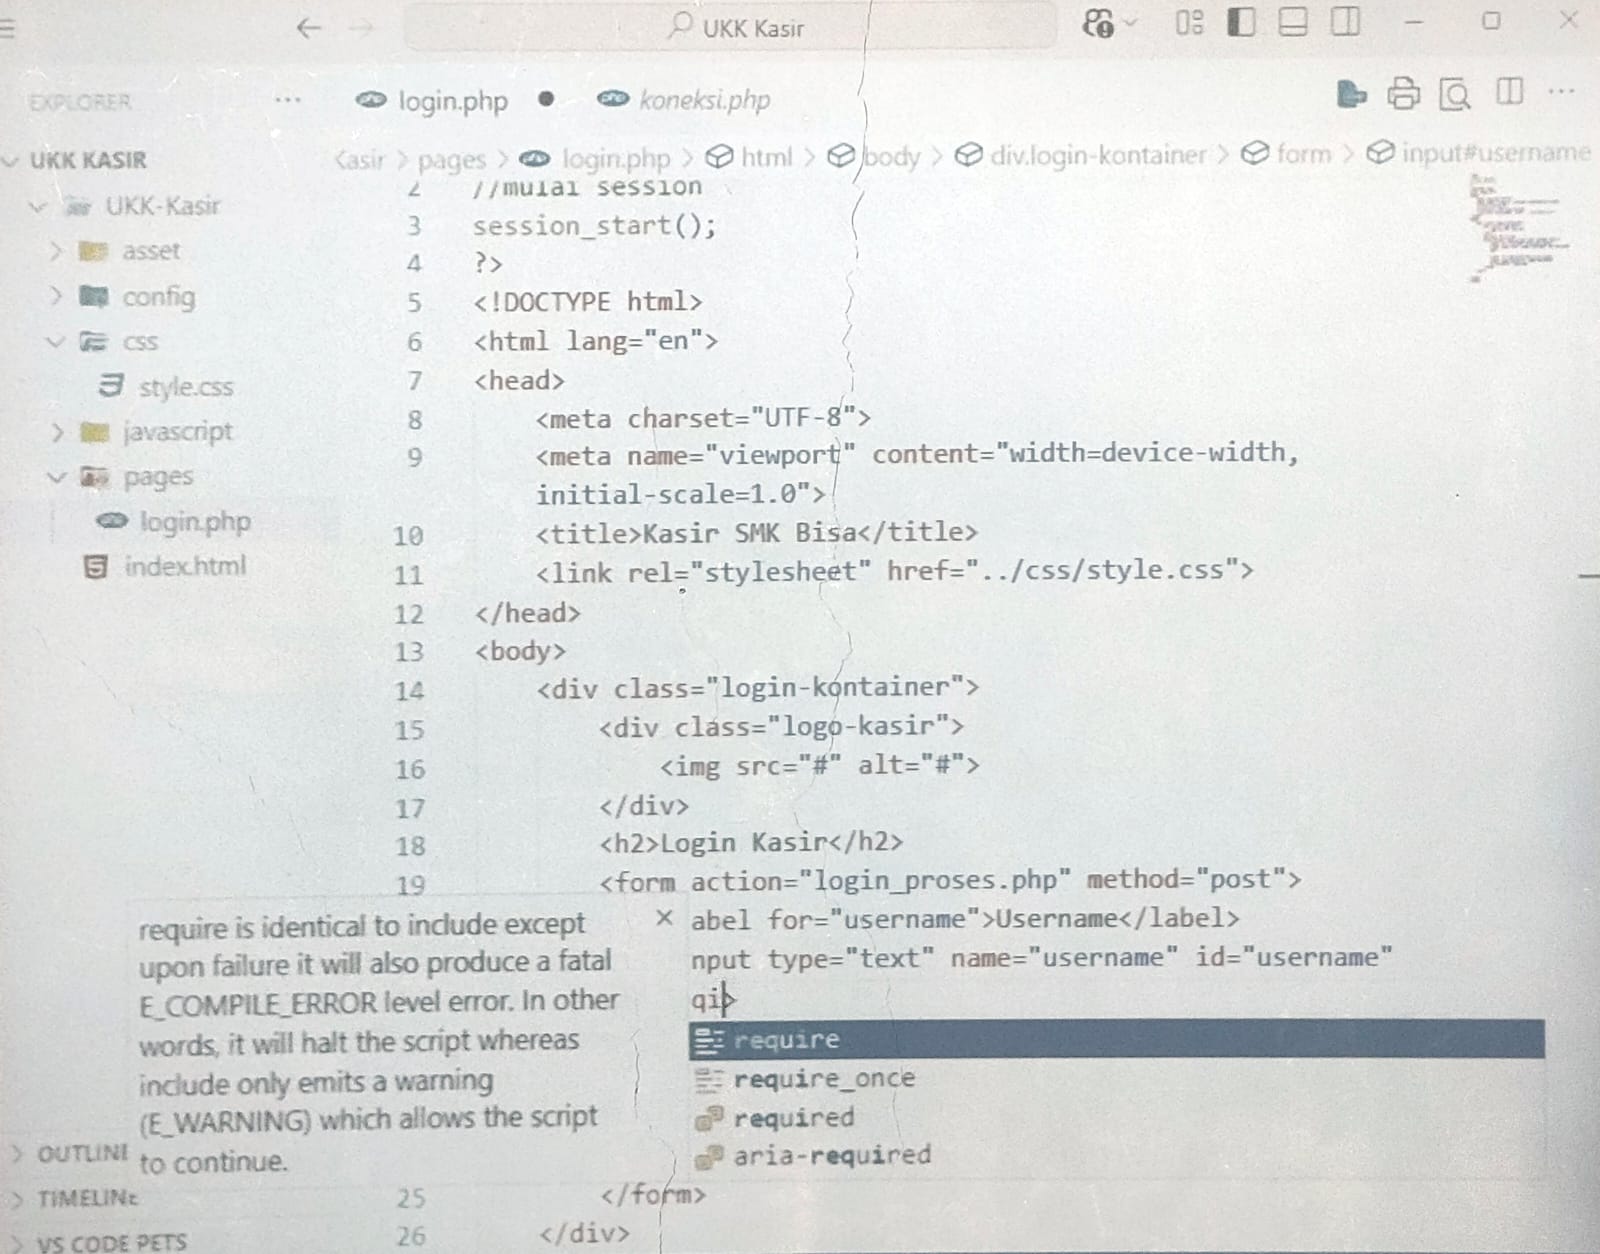 UKK Kasir
EXPLORER
...
login.php
koneksi.php
...
UKK KASIR
Kasir > pages > login.php > html > body > div.login-kontainer > form > input#username
UKK-Kasir
asset
config
css
style.css
javascript
pages
login.php
index.html
2 //mulai session
3 session_start();
4 ?>
5 <!DOCTYPE html>
6 <html lang="en">
7 <head>
8 <meta charset="UTF-8">
9 <meta name="viewport" content="width=device-width,
initial-scale=1.0">
10 <title>Kasir SMK Bisa</title>
11 <link rel="stylesheet" href="../css/style.css">
12 </head>
13 <body>
14 <div class="login-kontainer">
15 <div class="logo-kasir">
16 <img src="#" alt="#">
17 </div>
18 <h2>Login Kasir</h2>
19 <form action="login_proses.php" method="post">
abel for="username">Username</label>
nput type="text" name="username" id="username"
qi>
require is identical to include except
upon failure it will also produce a fatal
E_COMPILE_ERROR level error. In other
words, it will halt the script whereas
include only emits a warning
(E_WARNING) which allows the script
to continue.
require
require_once
required
aria-required
OUTLINE
TIMELINE
VS CODE PETS
25 </form>
26 </div>